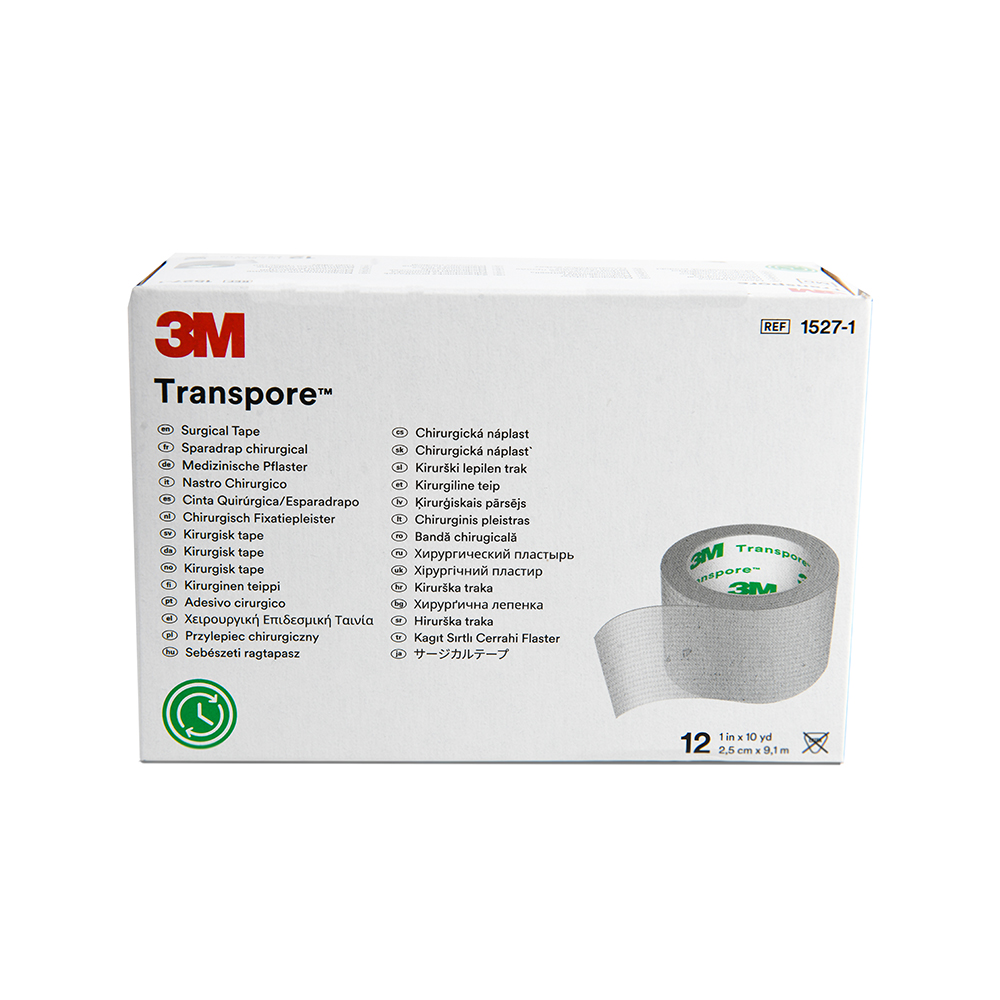 3M
REF 1527-1
Transpore™
en Surgical Tape
fr Sparadrap chirurgical
de Medizinische Pflaster
it Nastro Chirurgico
es Cinta Quirúrgica/Esparadrapo
nl Chirurgisch Fixatiepleister
sv Kirurgisk tape
da Kirurgisk tape
no Kirurgisk tape
fi Kirurginen teippi
pt Adesivo cirurgico
el Χειρουργική Επιδεσμική Ταινία
pl Przylepiec chirurgiczny
hu Sebészeti ragtapasz
cs Chirurgická náplast
sk Chirurgická náplast`
sl Kirurški lepilen trak
et Kirurgiline teip
lv Ķirurģiskais pārsējs
lt Chirurginis pleistras
ro Bandă chirugicală
ru Хирургический пластырь
uk Хірургічний пластир
hr Kirurška traka
bg Хирурґична лепенка
sr Hirurška traka
tr Kagıt Sırtlı Cerrahi Flaster
ja サージカルテープ
3M Transpore™
nspore™ 3M
12 1 in x 10 yd
2,5 cm x 9,1 m